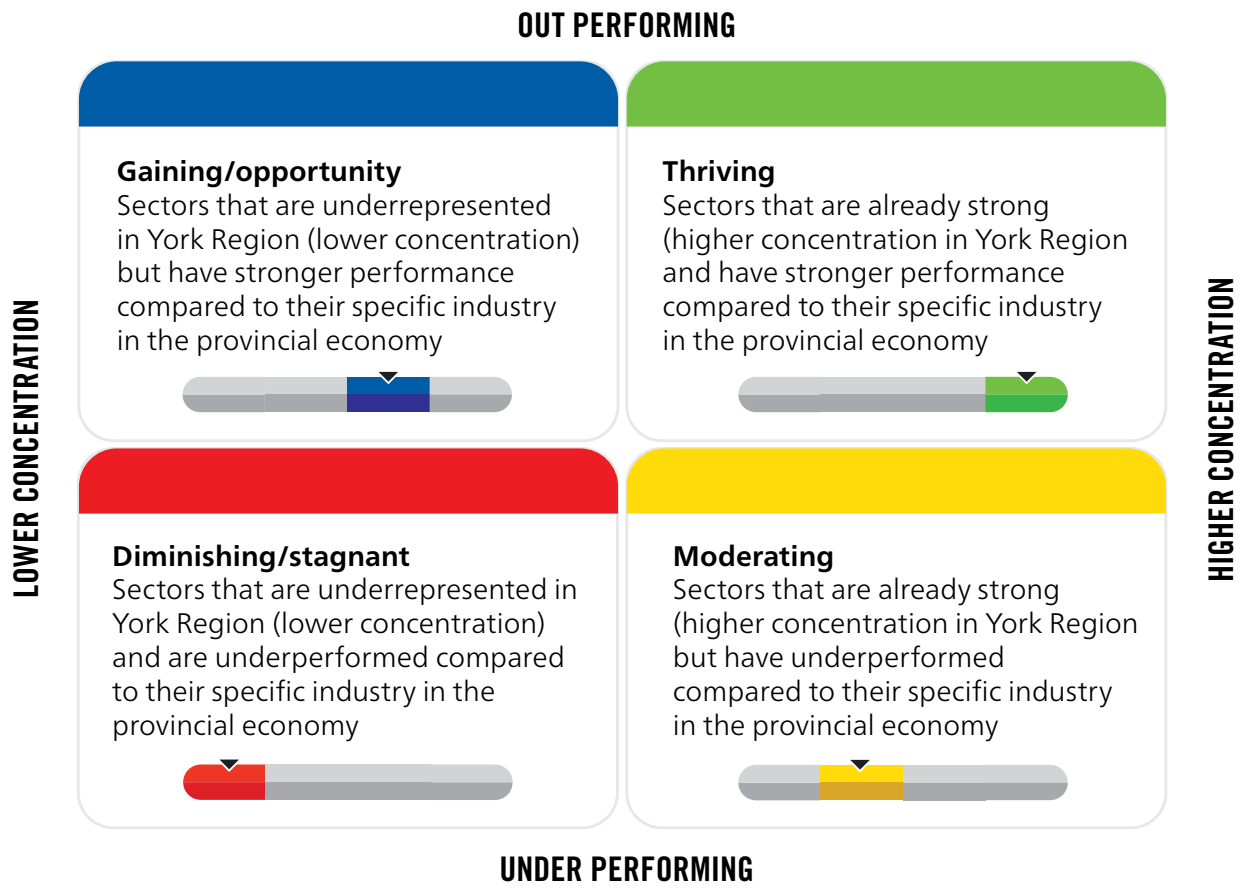 OUT PERFORMING
Gaining/opportunity
Sectors that are underrepresented
in York Region (lower concentration)
but have stronger performance
compared to their specific industry
in the provincial economy
Thriving
Sectors that are already strong
(higher concentration in York Region
and have stronger performance
compared to their specific industry
in the provincial economy
LOWER CONCENTRATION
HIGHER CONCENTRATION
Diminishing/stagnant
Sectors that are underrepresented in
York Region (lower concentration)
and are underperformed compared
to their specific industry in the
provincial economy
Moderating
Sectors that are already strong
(higher concentration in York Region
but have underperformed
compared to their specific industry
in the provincial economy
UNDER PERFORMING